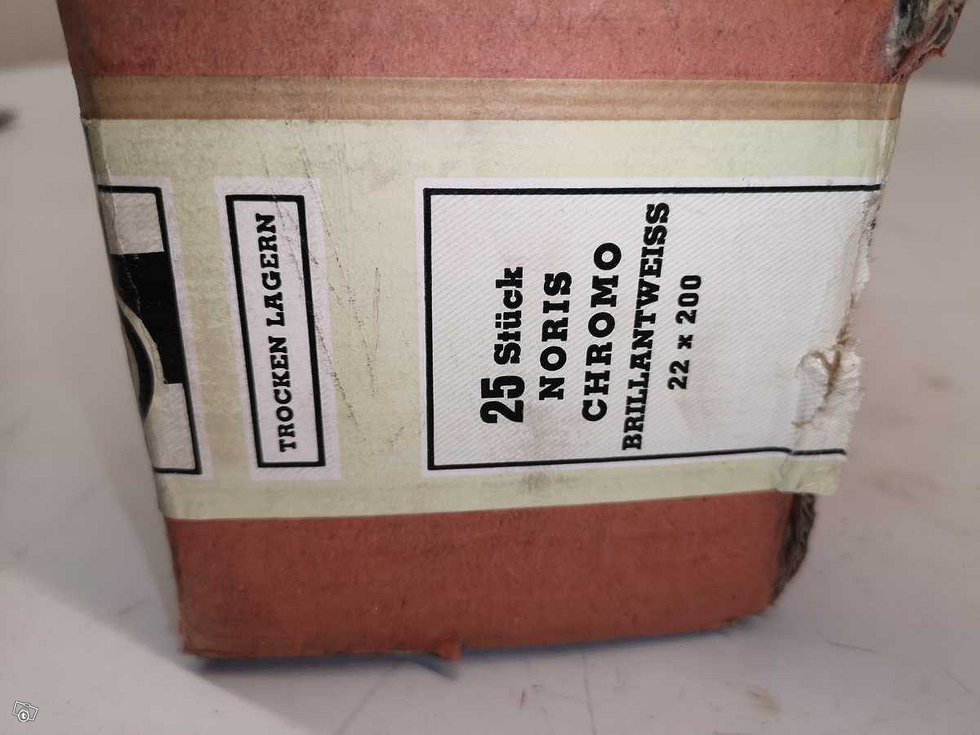 TROCKEN LAGERN
25 Stück
NORIS
CHROMO
BRILLANTWEISS
22 x 200